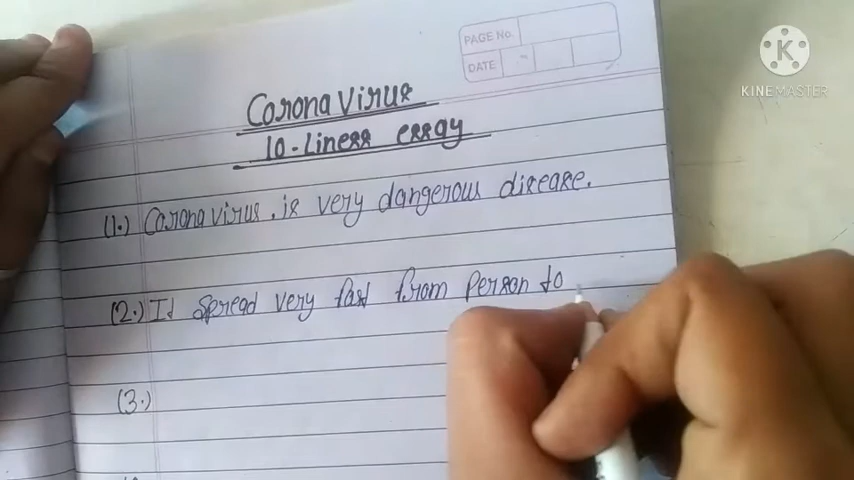 PAGE No.
DATE
KINEMASTER
Corona Virus
10-Liness essay
(1.) Corona virus. is very dangerous disease.
(2.) It spread very fast from person to
(3.)